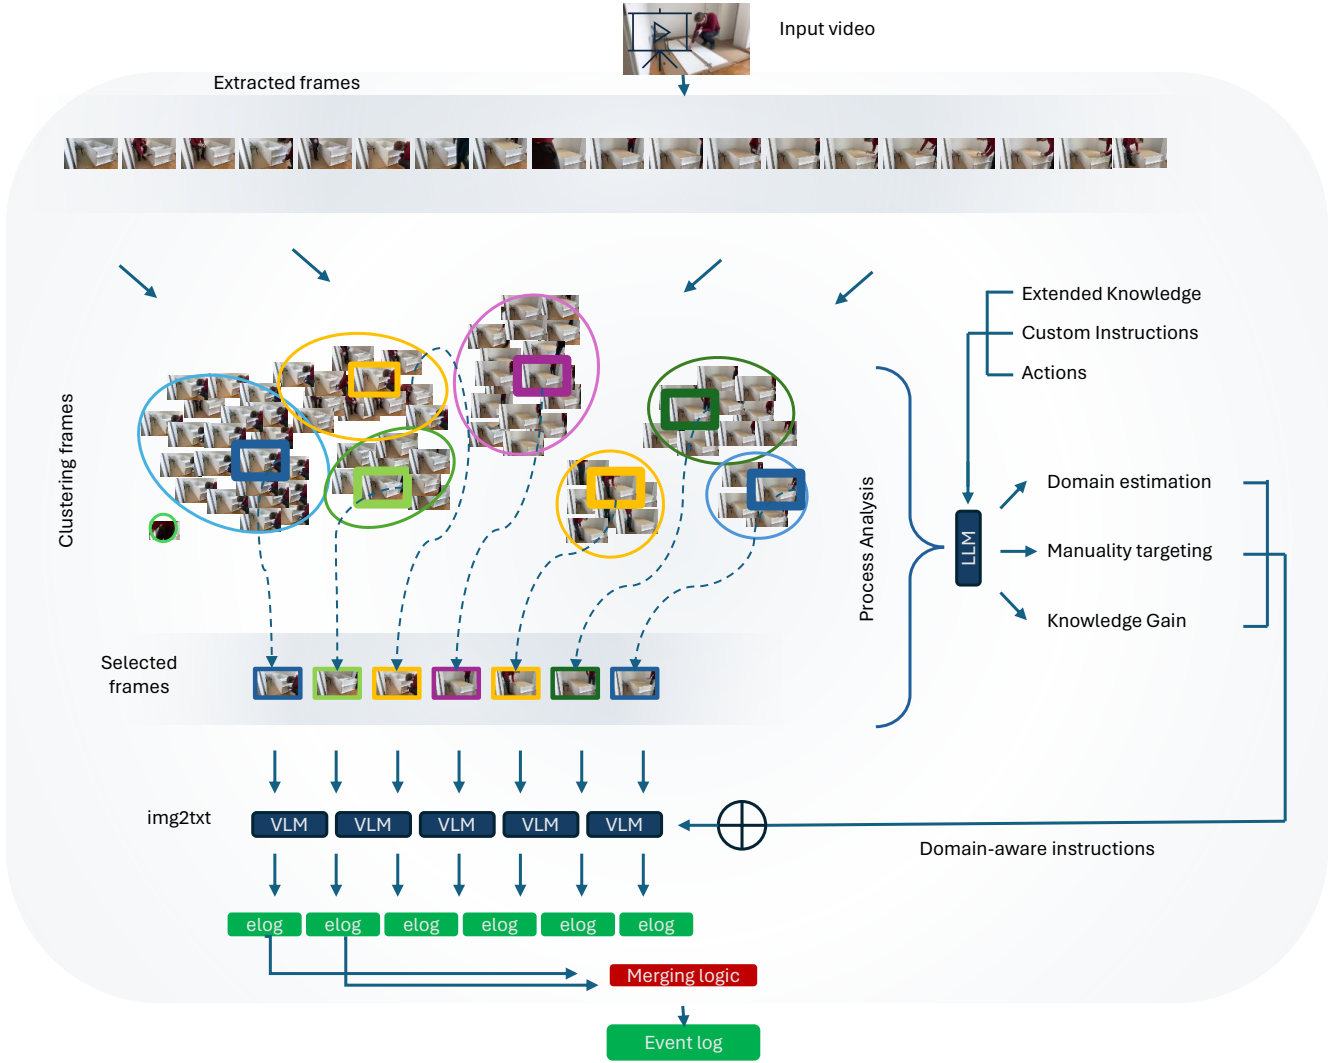 Input video
Extracted frames
Clustering frames
Extended Knowledge
Custom Instructions
Actions
Process Analysis
LLM
Domain estimation
Manuality targeting
Knowledge Gain
Selected
frames
img2txt
VLM VLM VLM VLM VLM
Domain-aware instructions
elog elog elog elog elog elog
Merging logic
Event log